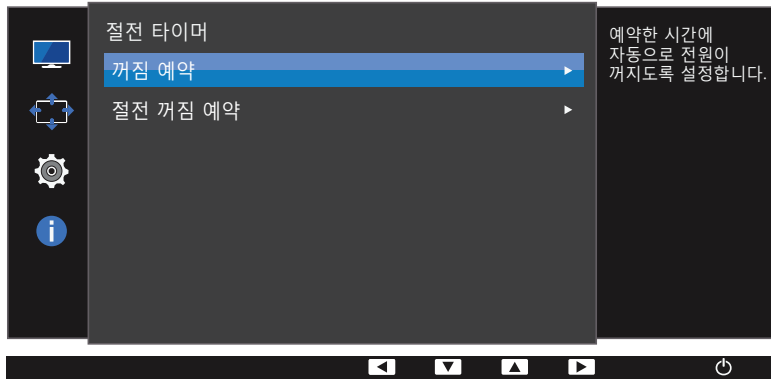 절전 타이머
꺼짐 예약
절전 꺼짐 예약
예약한 시간에
자동으로 전원이
꺼지도록 설정합니다.